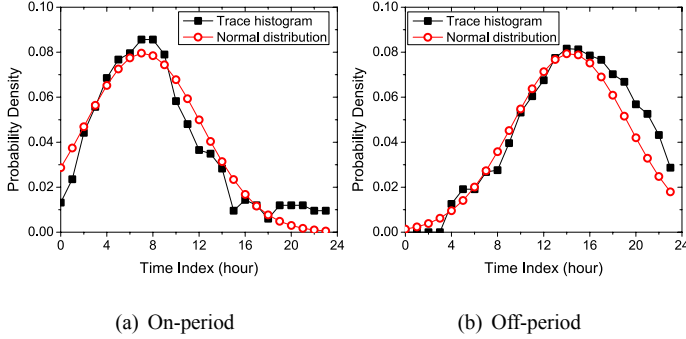 Trace histogram
Normal distribution
Probability Density
0.10
0.08
0.06
0.04
0.02
0.00
0 4 8 12 16 20 24
Time Index (hour)
(a) On-period
Trace histogram
Normal distribution
Probability Density
0.10
0.08
0.06
0.04
0.02
0.00
0 4 8 12 16 20 24
Time Index (hour)
(b) Off-period